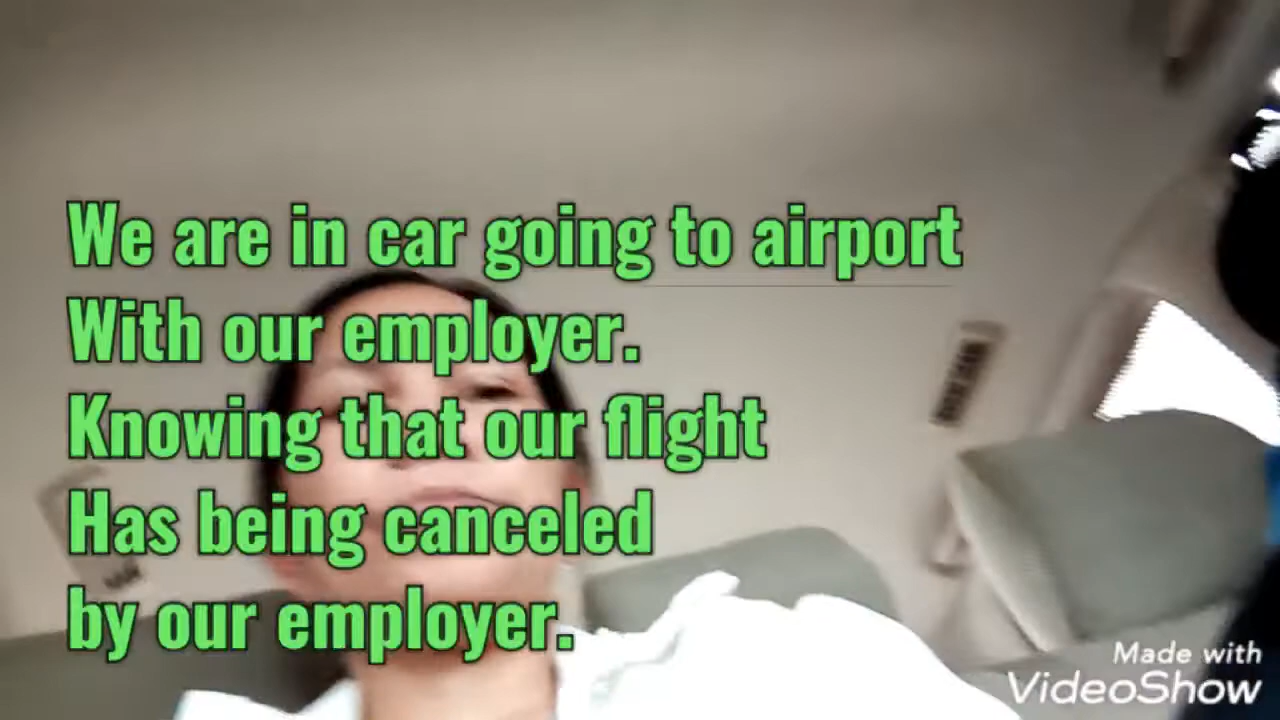 We are in car going to airport
With our employer.
Knowing that our flight
Has being canceled
by our employer.
Made with
VideoShow